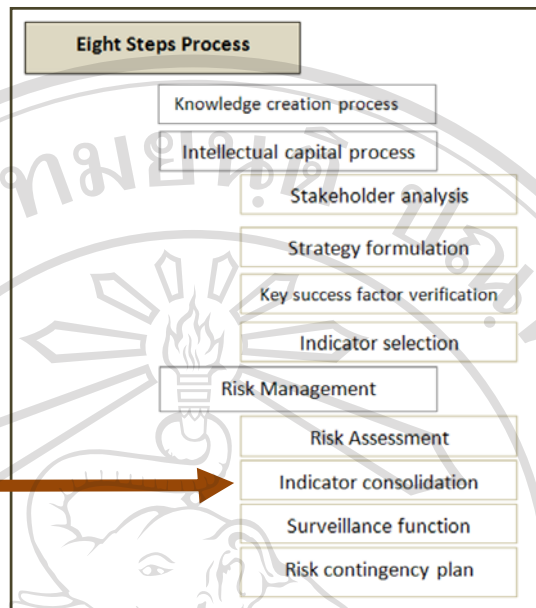 Eight Steps Process
Knowledge creation process
Intellectual capital process
Stakeholder analysis
Strategy formulation
Key success factor verification
Indicator selection
Risk Management
Risk Assessment
Indicator consolidation
Surveillance function
Risk contingency plan